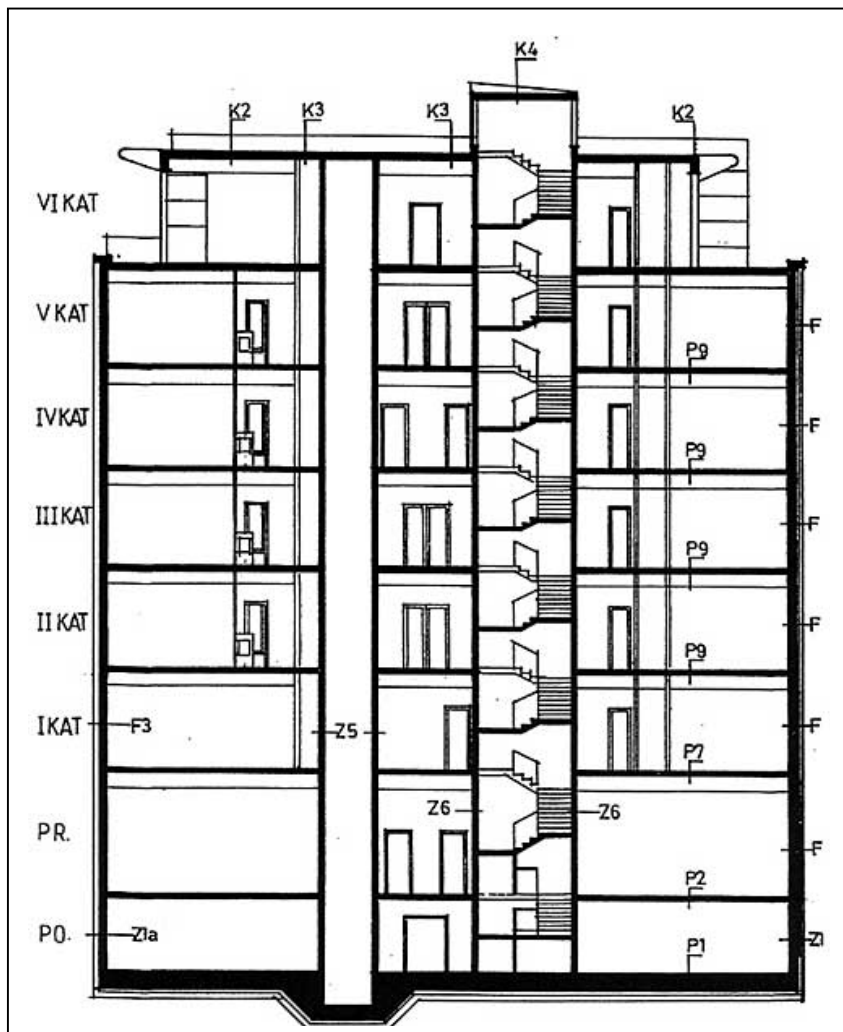 K4
K2 K3 K3 K2
VI KAT
V KAT F
P9
IV KAT F
P9
III KAT F
P9
II KAT F
P9
I KAT F3 Z5 F
P7
Z6 Z6
PR. F
P2
PO. Z1a Z1
P1